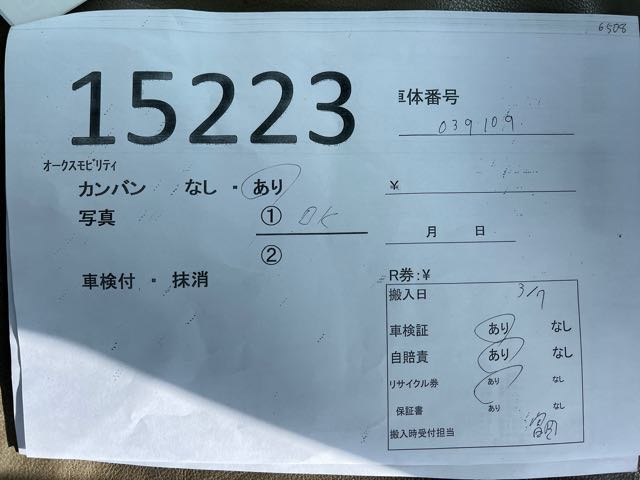 6508
15223
車体番号
039109
オークスモビリティ
カンバン なし ・ あり
¥
写真 ① OK
②
月 日
車検付 ・ 抹消
R券:¥
搬入日 3/7
車検証 あり なし
自賠責 あり なし
リサイクル券 あり なし
保証書 あり なし
搬入時受付担当